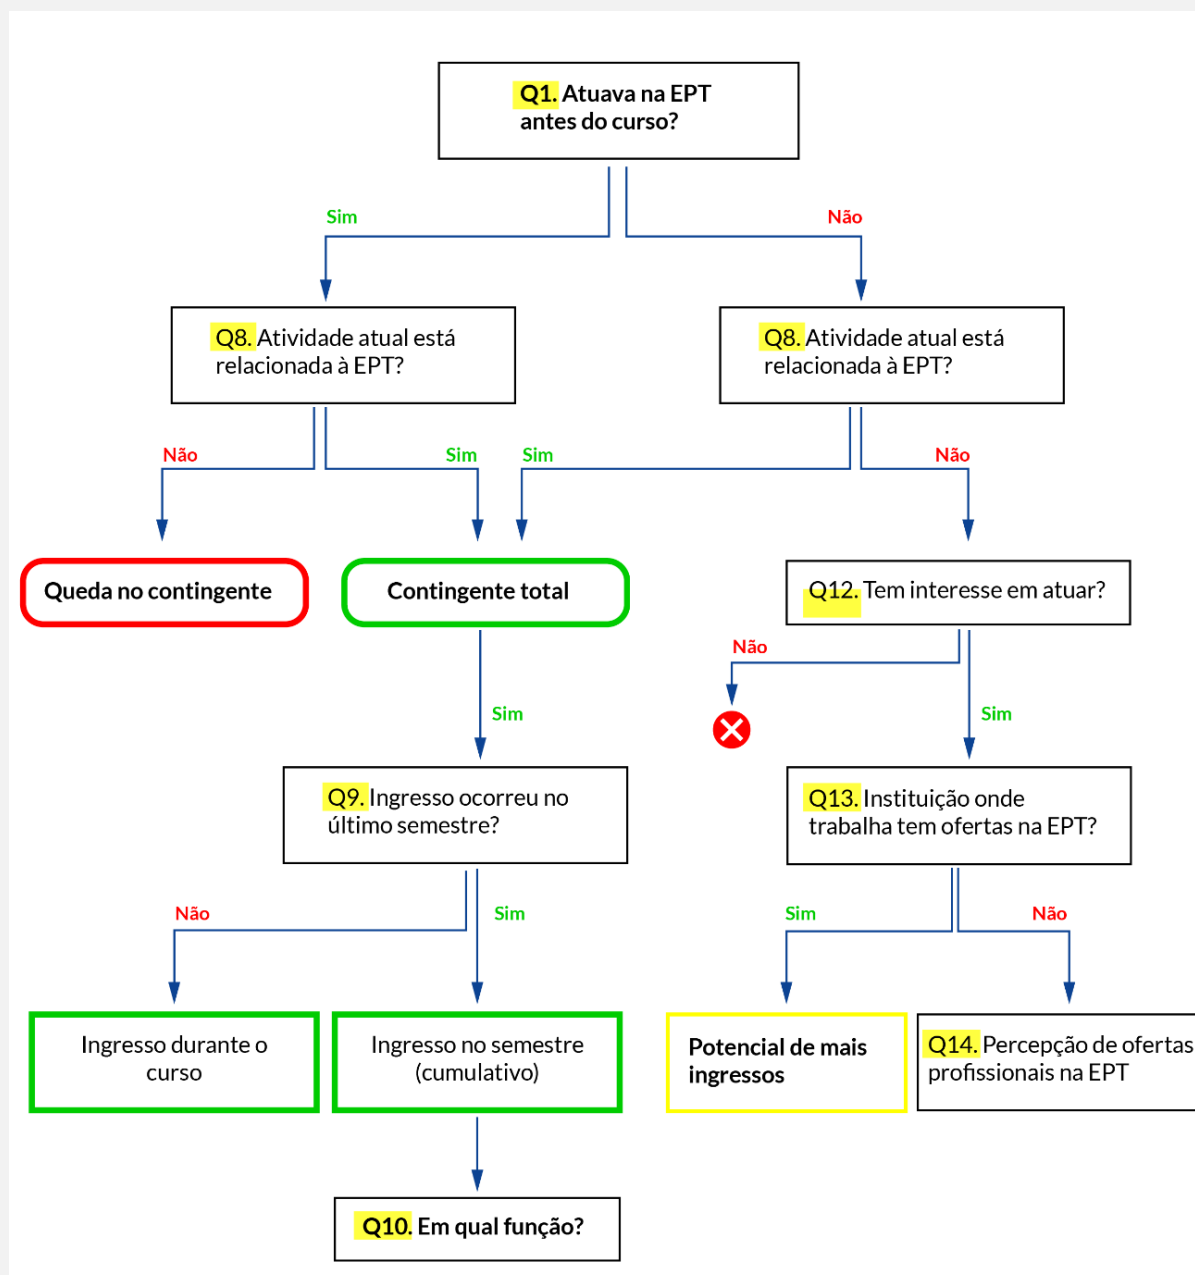 Q1. Atuava na EPT
antes do curso?
Sim
Não
Q8. Atividade atual está
relacionada à EPT?
Q8. Atividade atual está
relacionada à EPT?
Não
Sim
Sim
Não
Queda no contingente
Contingente total
Q12. Tem interesse em atuar?
Não
Sim
Sim
Q9. Ingresso ocorreu no
último semestre?
Q13. Instituição onde
trabalha tem ofertas na EPT?
Não
Sim
Sim
Não
Ingresso durante o
curso
Ingresso no semestre
(cumulativo)
Potencial de mais
ingressos
Q14. Percepção de ofertas
profissionais na EPT
Q10. Em qual função?